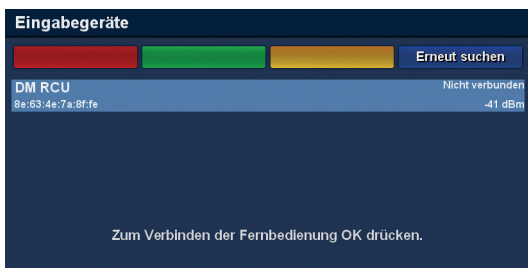 Eingabegeräte
Erneut suchen
DM RCU
Nicht verbunden
8e:63:4e:7a:8f:fe
-41 dBm
Zum Verbinden der Fernbedienung OK drücken.